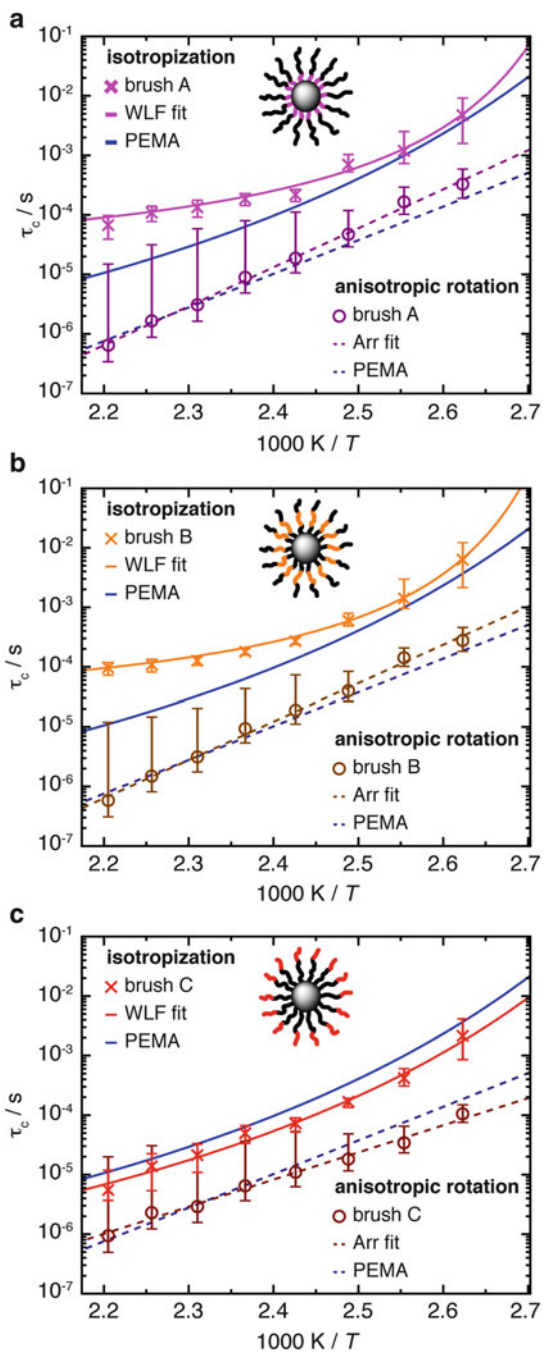 a
isotropization
brush A
WLF fit
PEMA
10⁻¹
10⁻²
10⁻³
10⁻⁴
10⁻⁵
10⁻⁶
10⁻⁷
τc / s
anisotropic rotation
brush A
Arr fit
PEMA
2.2 2.3 2.4 2.5 2.6 2.7
1000 K / T
b
isotropization
brush B
WLF fit
PEMA
10⁻¹
10⁻²
10⁻³
10⁻⁴
10⁻⁵
10⁻⁶
10⁻⁷
τc / s
anisotropic rotation
brush B
Arr fit
PEMA
2.2 2.3 2.4 2.5 2.6 2.7
1000 K / T
c
isotropization
brush C
WLF fit
PEMA
10⁻¹
10⁻²
10⁻³
10⁻⁴
10⁻⁵
10⁻⁶
10⁻⁷
τc / s
anisotropic rotation
brush C
Arr fit
PEMA
2.2 2.3 2.4 2.5 2.6 2.7
1000 K / T